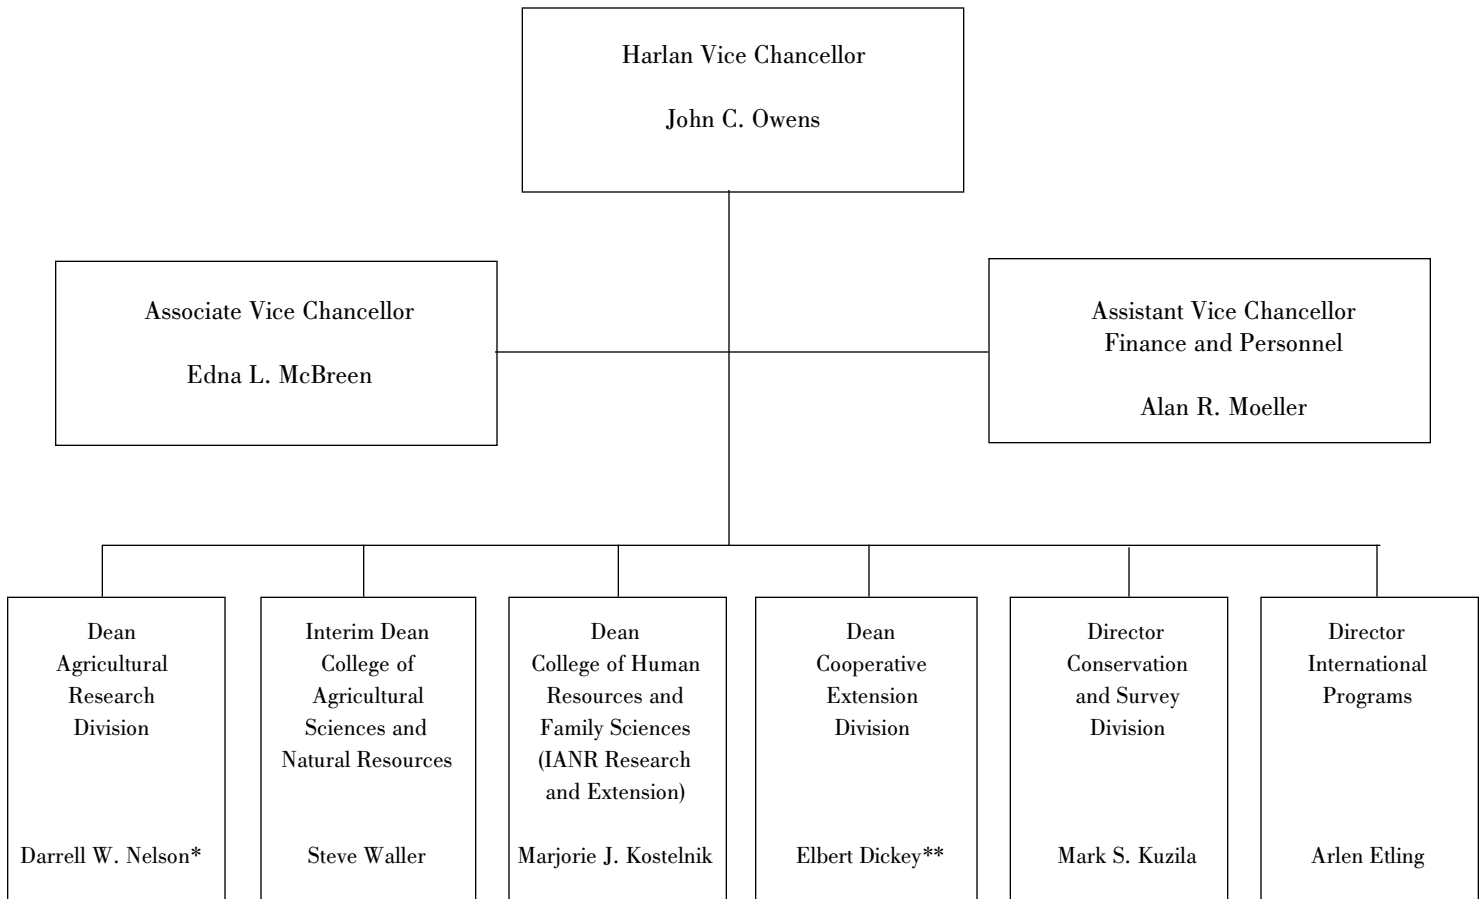 Harlan Vice Chancellor
John C. Owens
Associate Vice Chancellor
Edna L. McBreen
Assistant Vice Chancellor
Finance and Personnel
Alan R. Moeller
Dean
Agricultural
Research
Division
Darrell W. Nelson*
Interim Dean
College of
Agricultural
Sciences and
Natural Resources
Steve Waller
Dean
College of Human
Resources and
Family Sciences
(IANR Research
and Extension)
Marjorie J. Kostelnik
Dean
Cooperative
Extension
Division
Elbert Dickey**
Director
Conservation
and Survey
Division
Mark S. Kuzila
Director
International
Programs
Arlen Etling